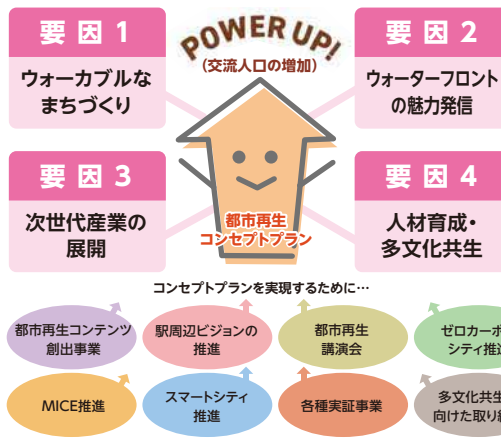 要因1
ウォーカブルな
まちづくり
POWER UP!
(交流人口の増加)
要因2
ウォーターフロント
の魅力発信
要因3
次世代産業の
展開
都市再生
コンセプトプラン
要因4
人材育成・
多文化共生
コンセプトプランを実現するために…
都市再生コンテンツ
創出事業
駅周辺ビジョンの
推進
都市再生
講演会
ゼロカーボ
シティ推進
MICE推進
スマートシティ
推進
各種実証事業
多文化共生
向けた取り組